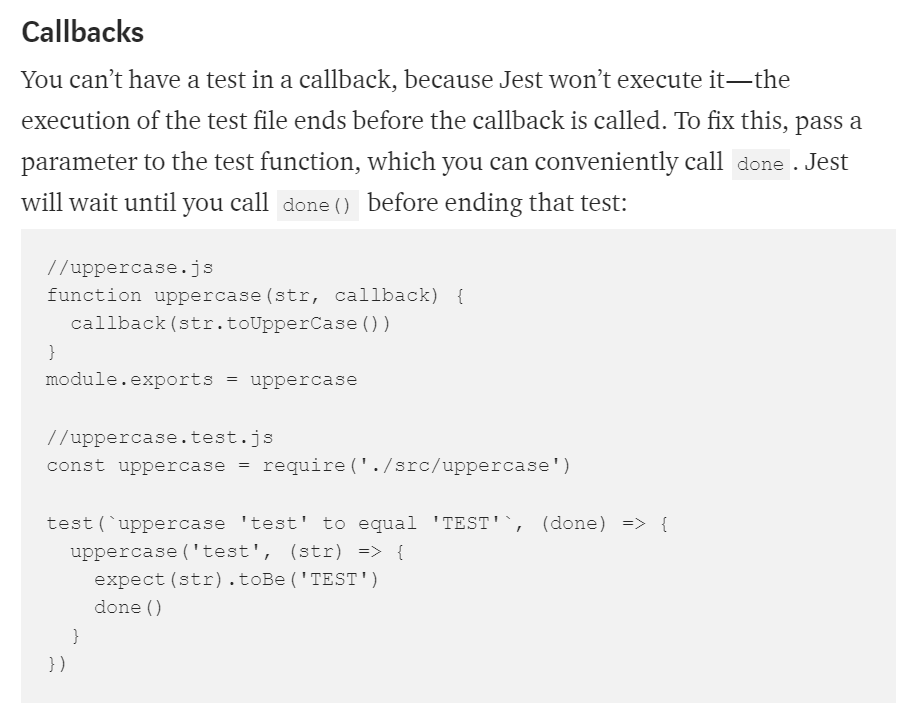 Callbacks
You can’t have a test in a callback, because Jest won’t execute it—the
execution of the test file ends before the callback is called. To fix this, pass a
parameter to the test function, which you can conveniently call done. Jest
will wait until you call done() before ending that test:
//uppercase.js
function uppercase(str, callback) {
  callback(str.toUpperCase())
}
module.exports = uppercase

//uppercase.test.js
const uppercase = require('./src/uppercase')

test(`uppercase 'test' to equal 'TEST'`, (done) => {
  uppercase('test', (str) => {
    expect(str).toBe('TEST')
    done()
  }
})